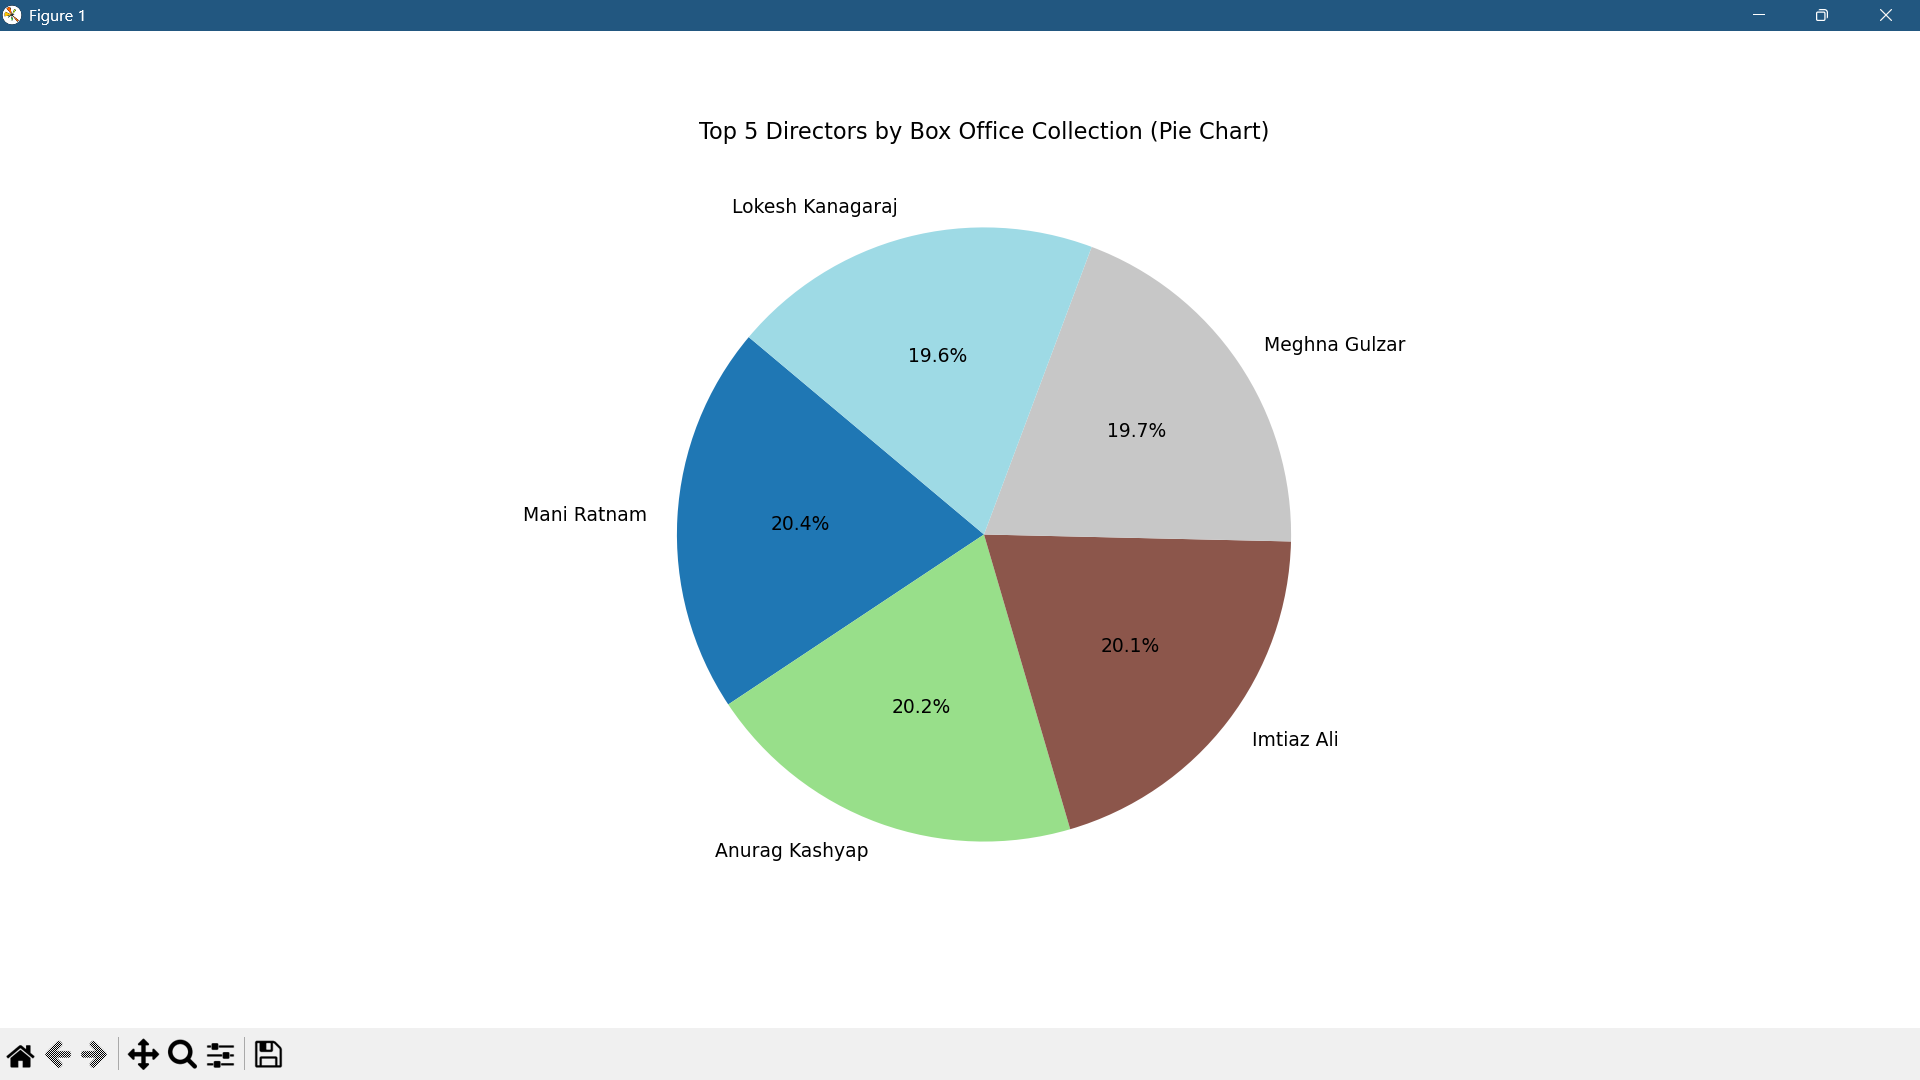 Figure 1
Top 5 Directors by Box Office Collection (Pie Chart)
Lokesh Kanagaraj
Meghna Gulzar
19.6%
19.7%
Mani Ratnam
20.4%
20.1%
20.2%
Imtiaz Ali
Anurag Kashyap